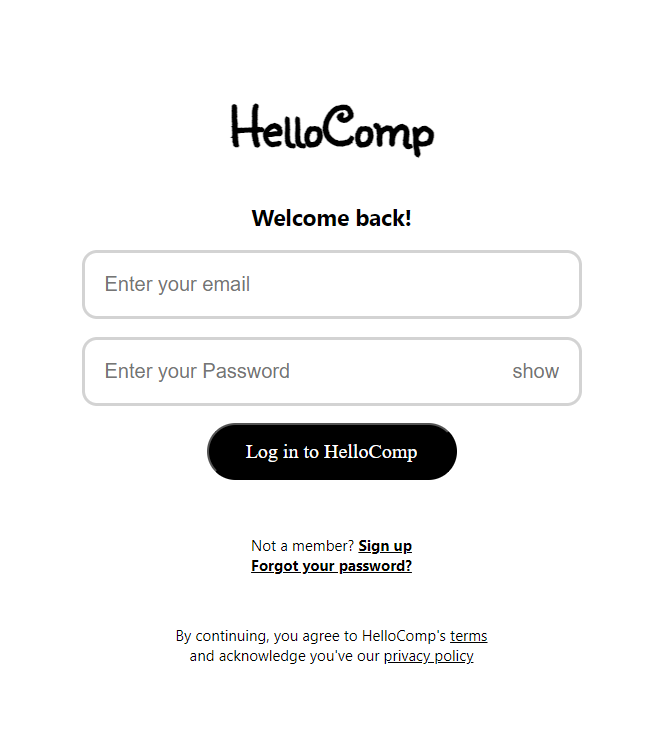 HelloComp
Welcome back!
Enter your email
Enter your Password show
Log in to HelloComp
Not a member? Sign up
Forgot your password?
By continuing, you agree to HelloComp's terms
and acknowledge you've our privacy policy